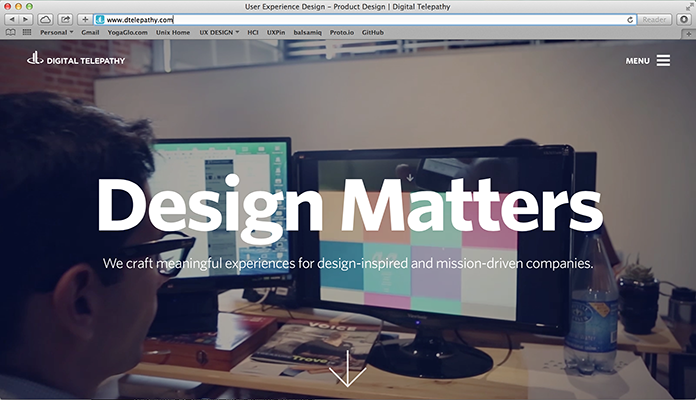 User Experience Design – Product Design | Digital Telepathy
www.dtelepathy.com
Reader
Personal
Gmail
YogaGlo.com
Unix Home
UX DESIGN
HCI
UXPin
balsamiq
Proto.io
GitHub
DIGITAL TELEPATHY
MENU
Design Matters
We craft meaningful experiences for design-inspired and mission-driven companies.
VOICE
Trove